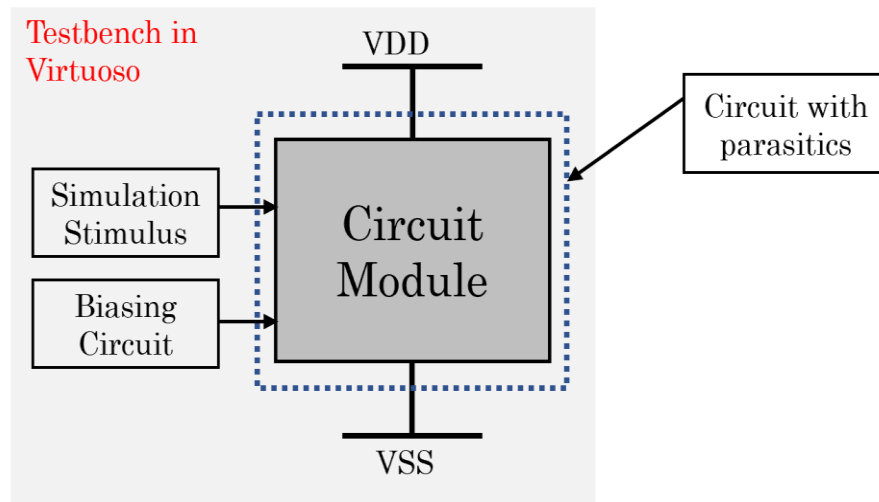 Testbench in
Virtuoso
VDD
Circuit with
parasitics
Simulation
Stimulus
Circuit
Module
Biasing
Circuit
VSS